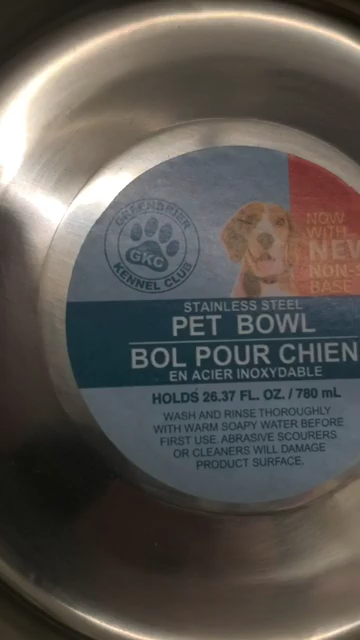 GREENBRIER
GKC
KENNEL CLUB
NOW
WITH
NEW
NON-
BASE
STAINLESS STEEL
PET BOWL
BOL POUR CHIEN
EN ACIER INOXYDABLE
HOLDS 26.37 FL. OZ. / 780 mL
WASH AND RINSE THOROUGHLY
WITH WARM SOAPY WATER BEFORE
FIRST USE. ABRASIVE SCOURERS
OR CLEANERS WILL DAMAGE
PRODUCT SURFACE.